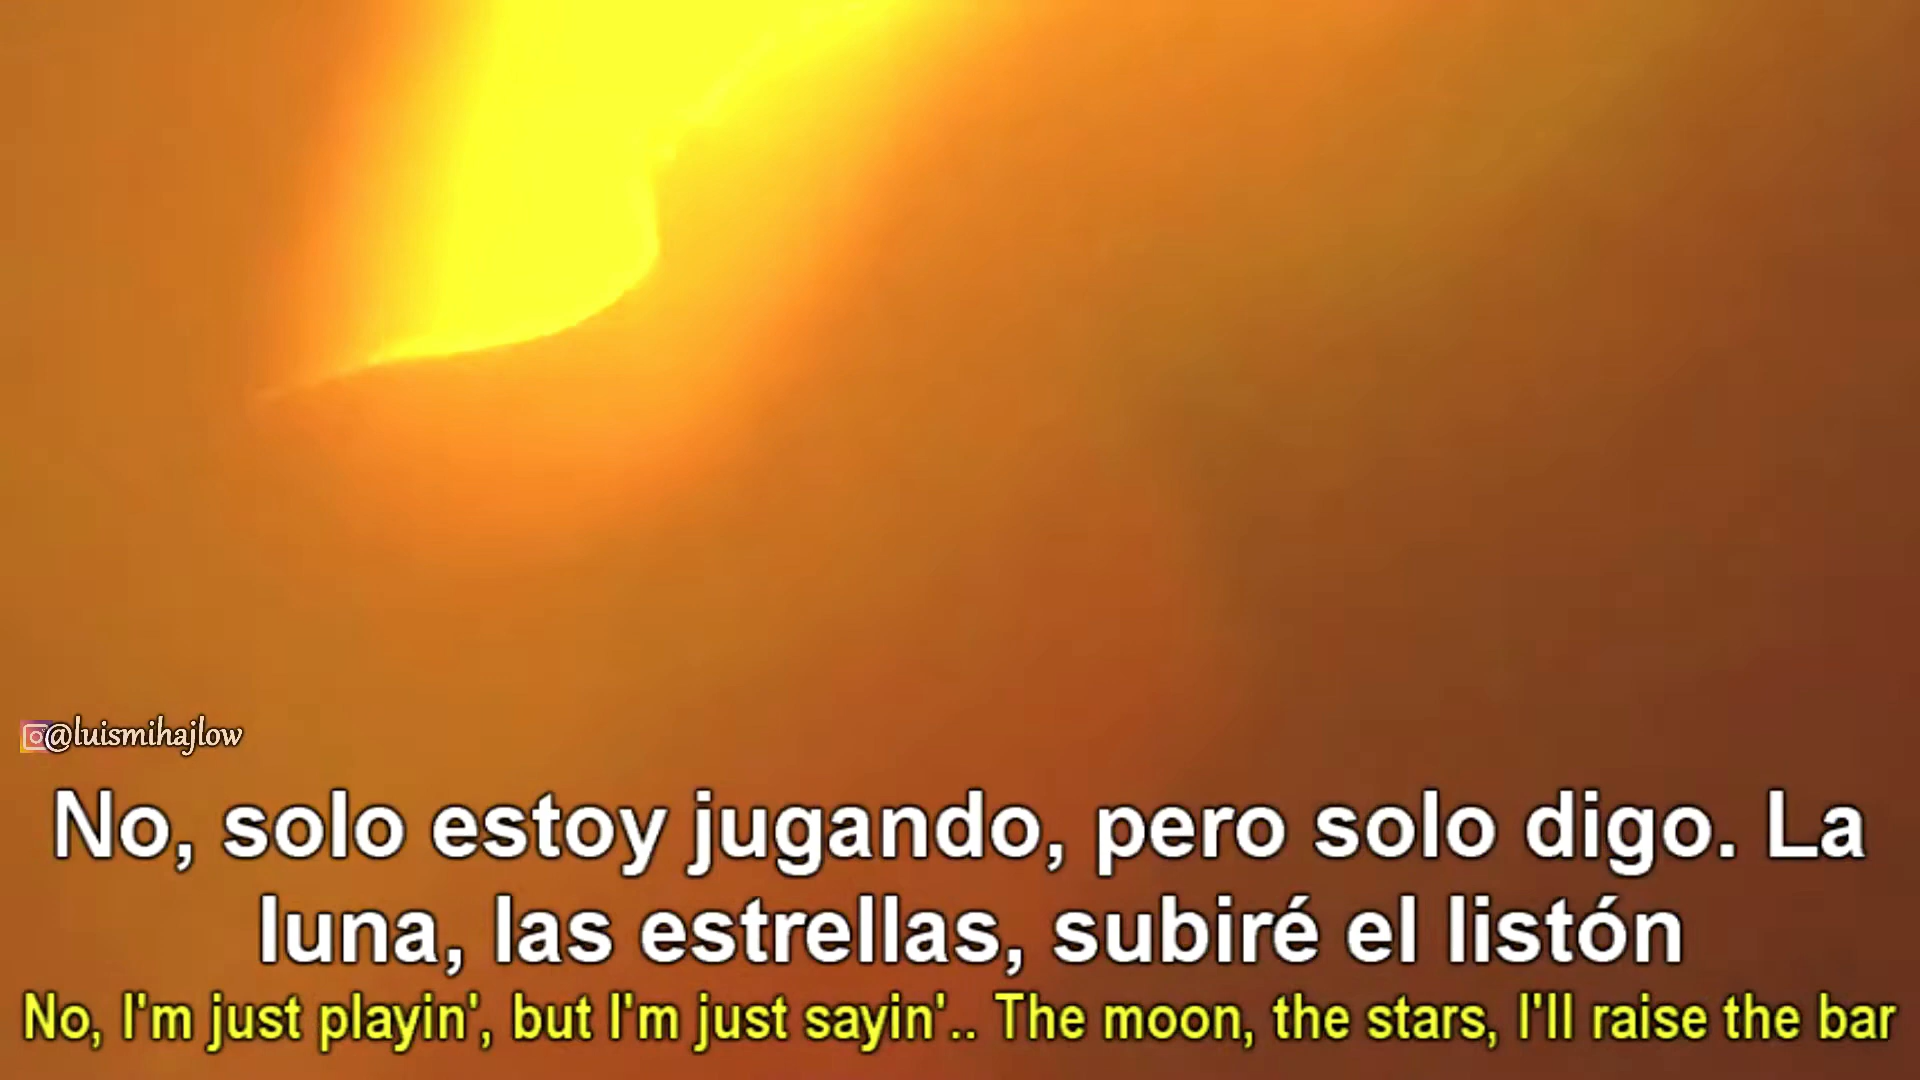 @luismihajlow
No, solo estoy jugando, pero solo digo. La
luna, las estrellas, subiré el listón
No, I'm just playin', but I'm just sayin'.. The moon, the stars, I'll raise the bar